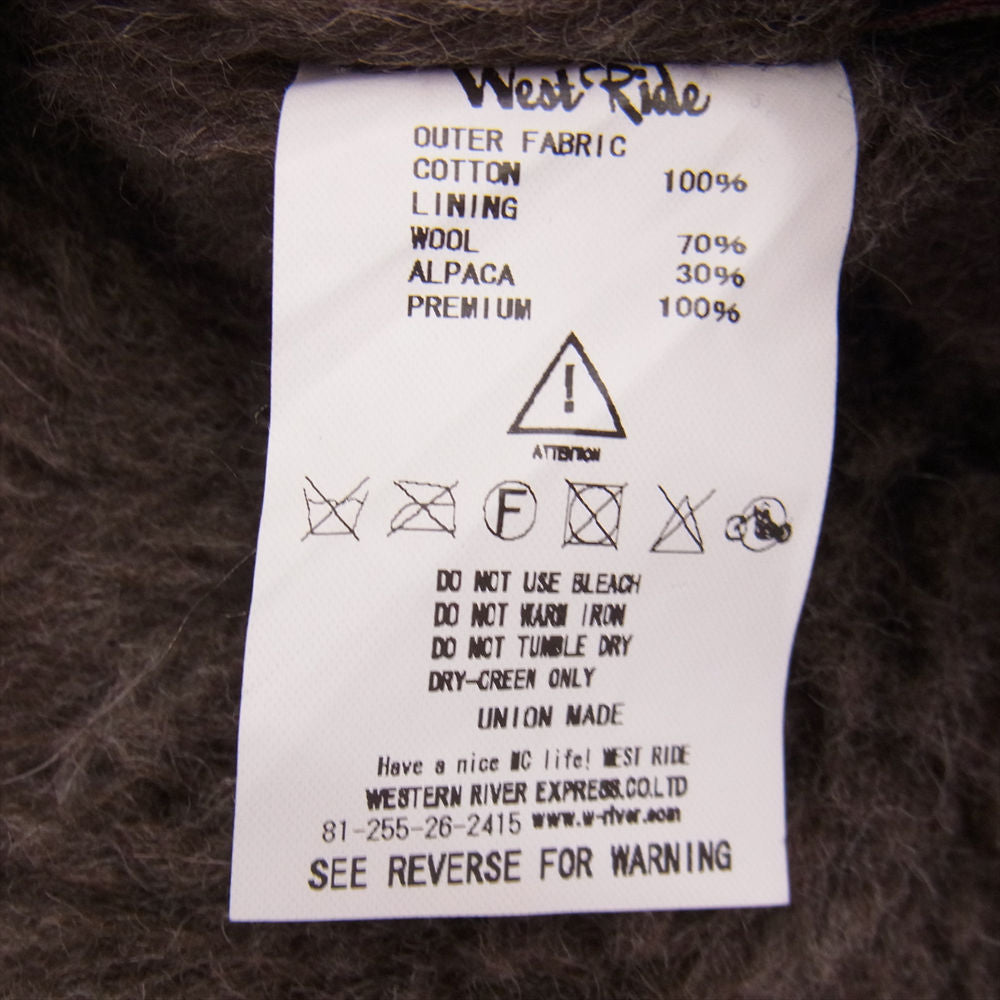 West Ride
OUTER FABRIC
COTTON 100%
LINING
WOOL 70%
ALPACA 30%
PREMIUM 100%
!
ATTENTION
F
DO NOT USE BLEACH
DO NOT WARM IRON
DO NOT TUMBLE DRY
DRY-CREEN ONLY
UNION MADE
Have a nice MC life! WEST RIDE
WESTERN RIVER EXPRESS.CO.LTD
81-255-26-2415 www.w-river.com
SEE REVERSE FOR WARNING